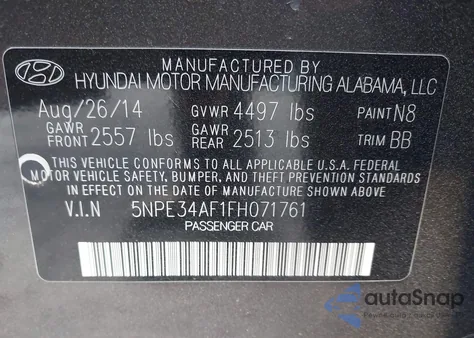 MANUFACTURED BY
HYUNDAI MOTOR MANUFACTURING ALABAMA, LLC
Aug/26/14 GVWR 4497 lbs PAINT N8
GAWR FRONT 2557 lbs GAWR REAR 2513 lbs TRIM BB
THIS VEHICLE CONFORMS TO ALL APPLICABLE U.S.A. FEDERAL
MOTOR VEHICLE SAFETY, BUMPER, AND THEFT PREVENTION STANDARDS
IN EFFECT ON THE DATE OF MANUFACTURE SHOWN ABOVE.
V.I.N 5NPE34AF1FH071761
PASSENGER CAR
autoSnap